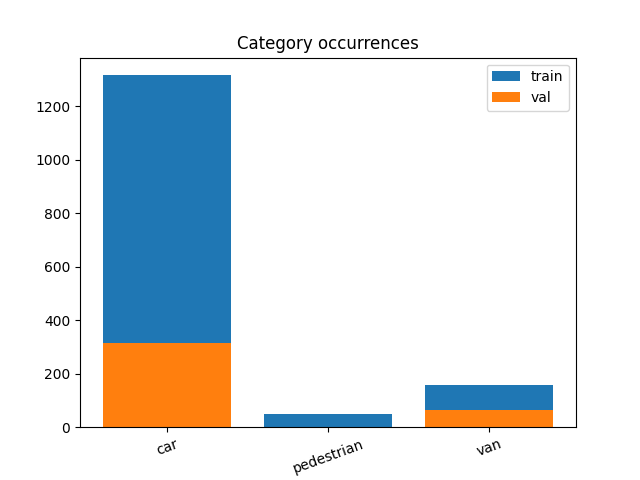 Category occurrences
train
val
1200
1000
800
600
400
200
0
car
pedestrian
van